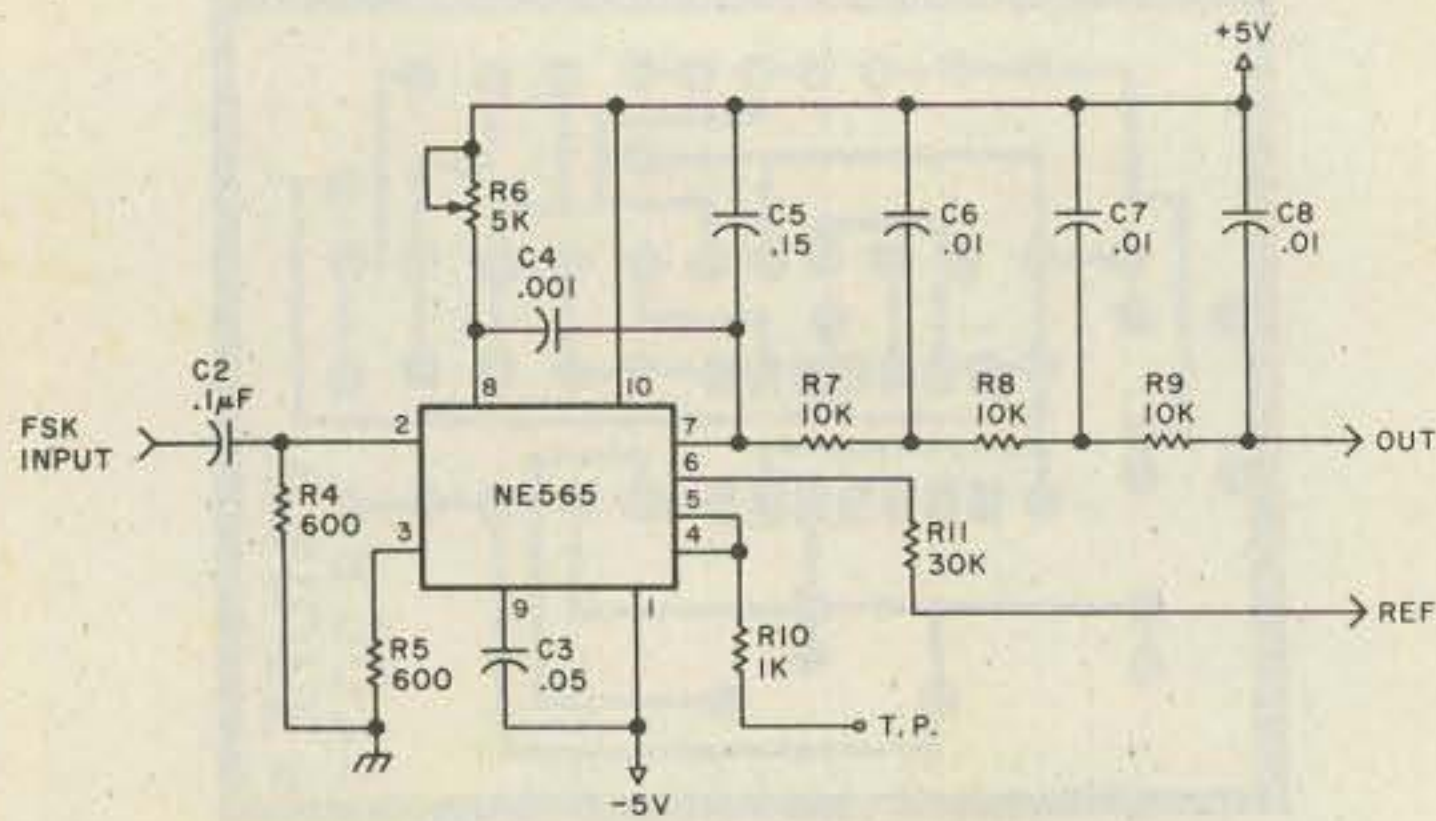 +5V
R6
5K
C4
.001
C5
.15
C6
.01
C7
.01
C8
.01
C2
.1µF
FSK
INPUT
8
10
2
3
NE565
7
6
5
4
9
1
R4
600
R5
600
C3
.05
R7
10K
R8
10K
R9
10K
OUT
R11
30K
REF
R10
1K
T.P.
-5V